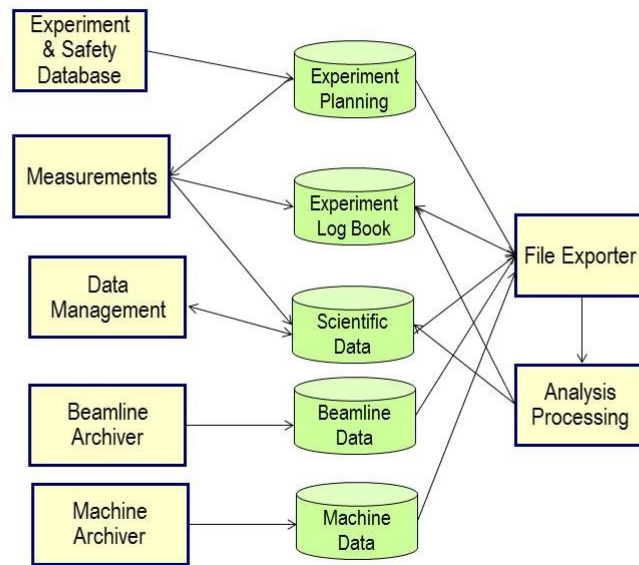 Experiment
& Safety
Database
Experiment
Planning
Measurements
Experiment
Log Book
File Exporter
Data
Management
Scientific
Data
Analysis
Processing
Beamline
Archiver
Beamline
Data
Machine
Archiver
Machine
Data